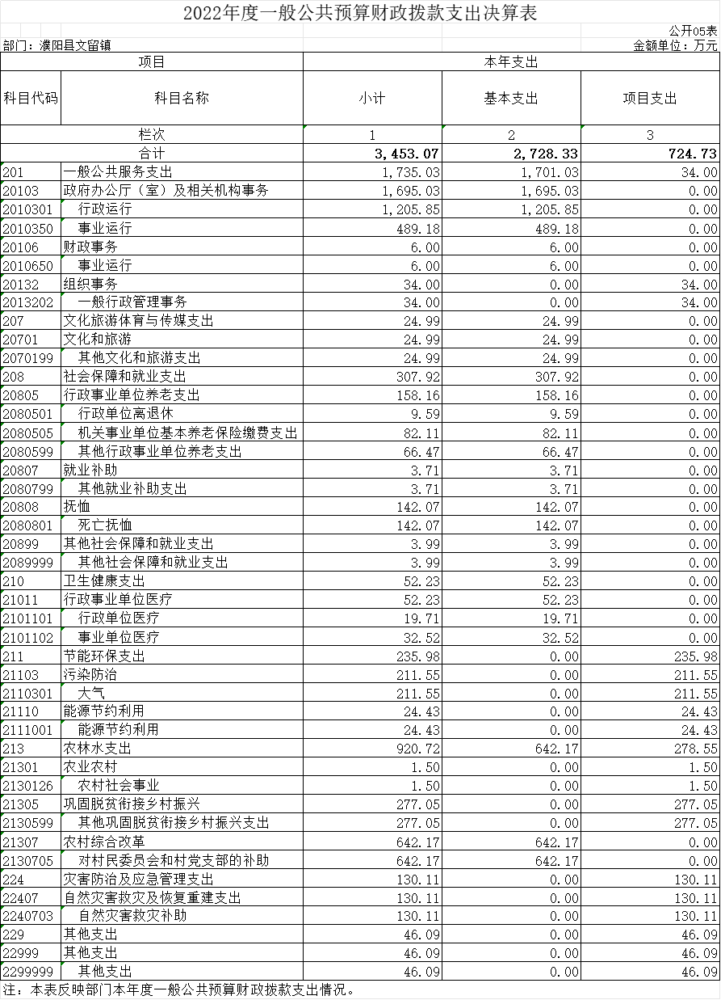 2022年度一般公共预算财政拨款支出决算表
公开05表
部门：濮阳县文留镇 金额单位：万元
项目 本年支出
科目代码 科目名称 小计 基本支出 项目支出
栏次 1 2 3
合计 3,453.07 2,728.33 724.73
201 一般公共服务支出 1,735.03 1,701.03 34.00
20103 政府办公厅（室）及相关机构事务 1,695.03 1,695.03 0.00
2010301 行政运行 1,205.85 1,205.85 0.00
2010350 事业运行 489.18 489.18 0.00
20106 财政事务 6.00 6.00 0.00
2010650 事业运行 6.00 6.00 0.00
20132 组织事务 34.00 0.00 34.00
2013202 一般行政管理事务 34.00 0.00 34.00
207 文化旅游体育与传媒支出 24.99 24.99 0.00
20701 文化和旅游 24.99 24.99 0.00
2070199 其他文化和旅游支出 24.99 24.99 0.00
208 社会保障和就业支出 307.92 307.92 0.00
20805 行政事业单位养老支出 158.16 158.16 0.00
2080501 行政单位离退休 9.59 9.59 0.00
2080505 机关事业单位基本养老保险缴费支出 82.11 82.11 0.00
2080599 其他行政事业单位养老支出 66.47 66.47 0.00
20807 就业补助 3.71 3.71 0.00
2080799 其他就业补助支出 3.71 3.71 0.00
20808 抚恤 142.07 142.07 0.00
2080801 死亡抚恤 142.07 142.07 0.00
20899 其他社会保障和就业支出 3.99 3.99 0.00
2089999 其他社会保障和就业支出 3.99 3.99 0.00
210 卫生健康支出 52.23 52.23 0.00
21011 行政事业单位医疗 52.23 52.23 0.00
2101101 行政单位医疗 19.71 19.71 0.00
2101102 事业单位医疗 32.52 32.52 0.00
211 节能环保支出 235.98 0.00 235.98
21103 污染防治 211.55 0.00 211.55
2110301 大气 211.55 0.00 211.55
21110 能源节约利用 24.43 0.00 24.43
2111001 能源节约利用 24.43 0.00 24.43
213 农林水支出 920.72 642.17 278.55
21301 农业农村 1.50 0.00 1.50
2130126 农村社会事业 1.50 0.00 1.50
21305 巩固脱贫衔接乡村振兴 277.05 0.00 277.05
2130599 其他巩固脱贫衔接乡村振兴支出 277.05 0.00 277.05
21307 农村综合改革 642.17 642.17 0.00
2130705 对村民委员会和村党支部的补助 642.17 642.17 0.00
224 灾害防治及应急管理支出 130.11 0.00 130.11
22407 自然灾害救灾及恢复重建支出 130.11 0.00 130.11
2240703 自然灾害救灾补助 130.11 0.00 130.11
229 其他支出 46.09 0.00 46.09
22999 其他支出 46.09 0.00 46.09
2299999 其他支出 46.09 0.00 46.09
注：本表反映部门本年度一般公共预算财政拨款支出情况。